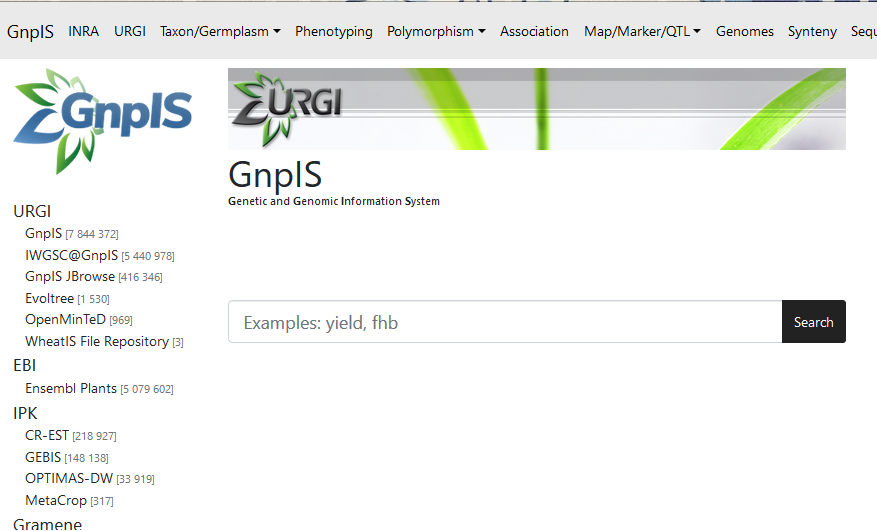 GnpIS INRA URGI Taxon/Germplasm Phenotyping Polymorphism Association Map/Marker/QTL Genomes Synteny Sequ
GnpIS
URGI
GnpIS
Genetic and Genomic Information System
Examples: yield, fhb
Search
URGI
GnpIS [7 844 372]
IWGSC@GnpIS [5 440 978]
GnpIS JBrowse [416 346]
Evoltree [1 530]
OpenMinTeD [969]
WheatIS File Repository [3]
EBI
Ensembl Plants [5 079 602]
IPK
CR-EST [218 927]
GEBIS [148 138]
OPTIMAS-DW [33 919]
MetaCrop [317]
Gramene